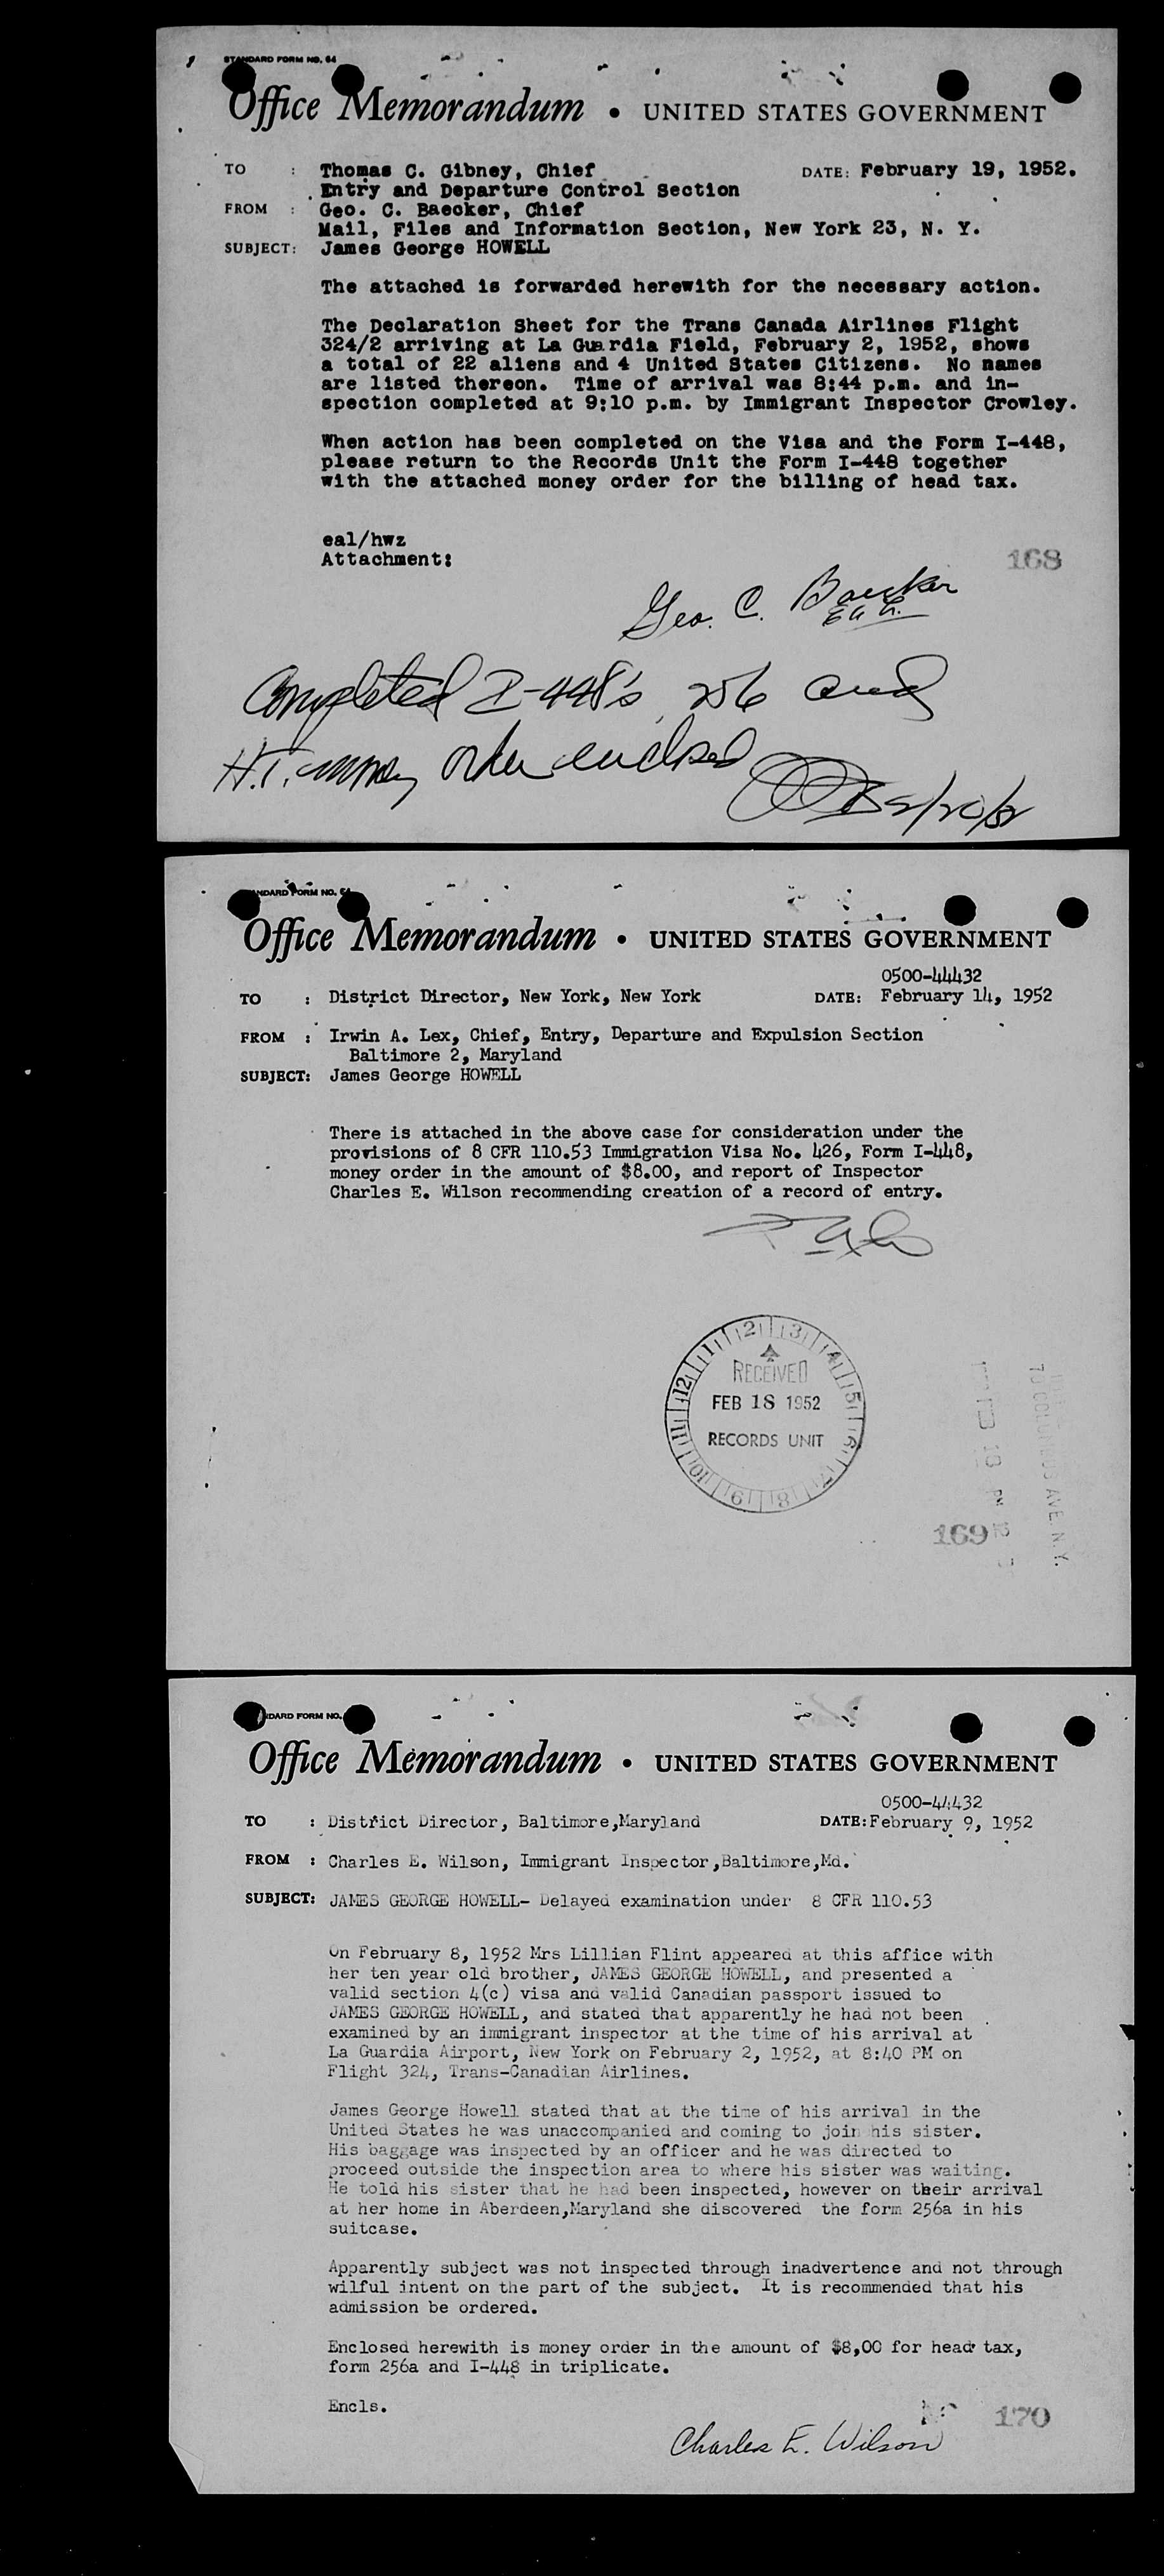 STANDARD FORM NO. 64
Office Memorandum • UNITED STATES GOVERNMENT
TO : Thomas C. Gibney, Chief DATE: February 19, 1952.
Entry and Departure Control Section
FROM : Geo. C. Baecker, Chief
Mail, Files and Information Section, New York 23, N. Y.
SUBJECT: James George HOWELL
The attached is forwarded herewith for the necessary action.
The Declaration Sheet for the Trans Canada Airlines Flight
324/2 arriving at La Guardia Field, February 2, 1952, shows
a total of 22 aliens and 4 United States Citizens. No names
are listed thereon. Time of arrival was 8:44 p.m. and in-
spection completed at 9:10 p.m. by Immigrant Inspector Crowley.
When action has been completed on the Visa and the Form I-448,
please return to the Records Unit the Form I-448 together
with the attached money order for the billing of head tax.
eal/hwz
Attachment:
168
Geo. C. Baecker
Completed I-448's, 256 and
H.T. money order enclosed
2/20/52
NDARD FORM NO. 64
Office Memorandum • UNITED STATES GOVERNMENT
0500-44432
TO : District Director, New York, New York DATE: February 14, 1952
FROM : Irwin A. Lex, Chief, Entry, Departure and Expulsion Section
Baltimore 2, Maryland
SUBJECT: James George HOWELL
There is attached in the above case for consideration under the
provisions of 8 CFR 110.53 Immigration Visa No. 426, Form I-448,
money order in the amount of $8.00, and report of Inspector
Charles E. Wilson recommending creation of a record of entry.
RECEIVED
FEB 18 1952
RECORDS UNIT
70 COLUMBUS AVE. N.Y.
169
DARD FORM NO.
Office Memorandum • UNITED STATES GOVERNMENT
0500-44432
TO : District Director, Baltimore,Maryland DATE:February 9, 1952
FROM : Charles E. Wilson, Immigrant Inspector,Baltimore,Md.
SUBJECT: JAMES GEORGE HOWELL- Delayed examination under 8 CFR 110.53
On February 8, 1952 Mrs Lillian Flint appeared at this affice with
her ten year old brother, JAMES GEORGE HOWELL, and presented a
valid section 4(c) visa and valid Canadian passport issued to
JAMES GEORGE HOWELL, and stated that apparently he had not been
examined by an immigrant inspector at the time of his arrival at
La Guardia Airport, New York on February 2, 1952, at 8:40 PM on
Flight 324, Trans-Canadian Airlines.
James George Howell stated that at the time of his arrival in the
United States he was unaccompanied and coming to join his sister.
His baggage was inspected by an officer and he was directed to
proceed outside the inspection area to where his sister was waiting.
He told his sister that he had been inspected, however on their arrival
at her home in Aberdeen,Maryland she discovered the form 256a in his
suitcase.
Apparently subject was not inspected through inadvertence and not through
wilful intent on the part of the subject. It is recommended that his
admission be ordered.
Enclosed herewith is money order in the amount of $8,00 for head tax,
form 256a and I-448 in triplicate.
Encls.
170
Charles E. Wilson